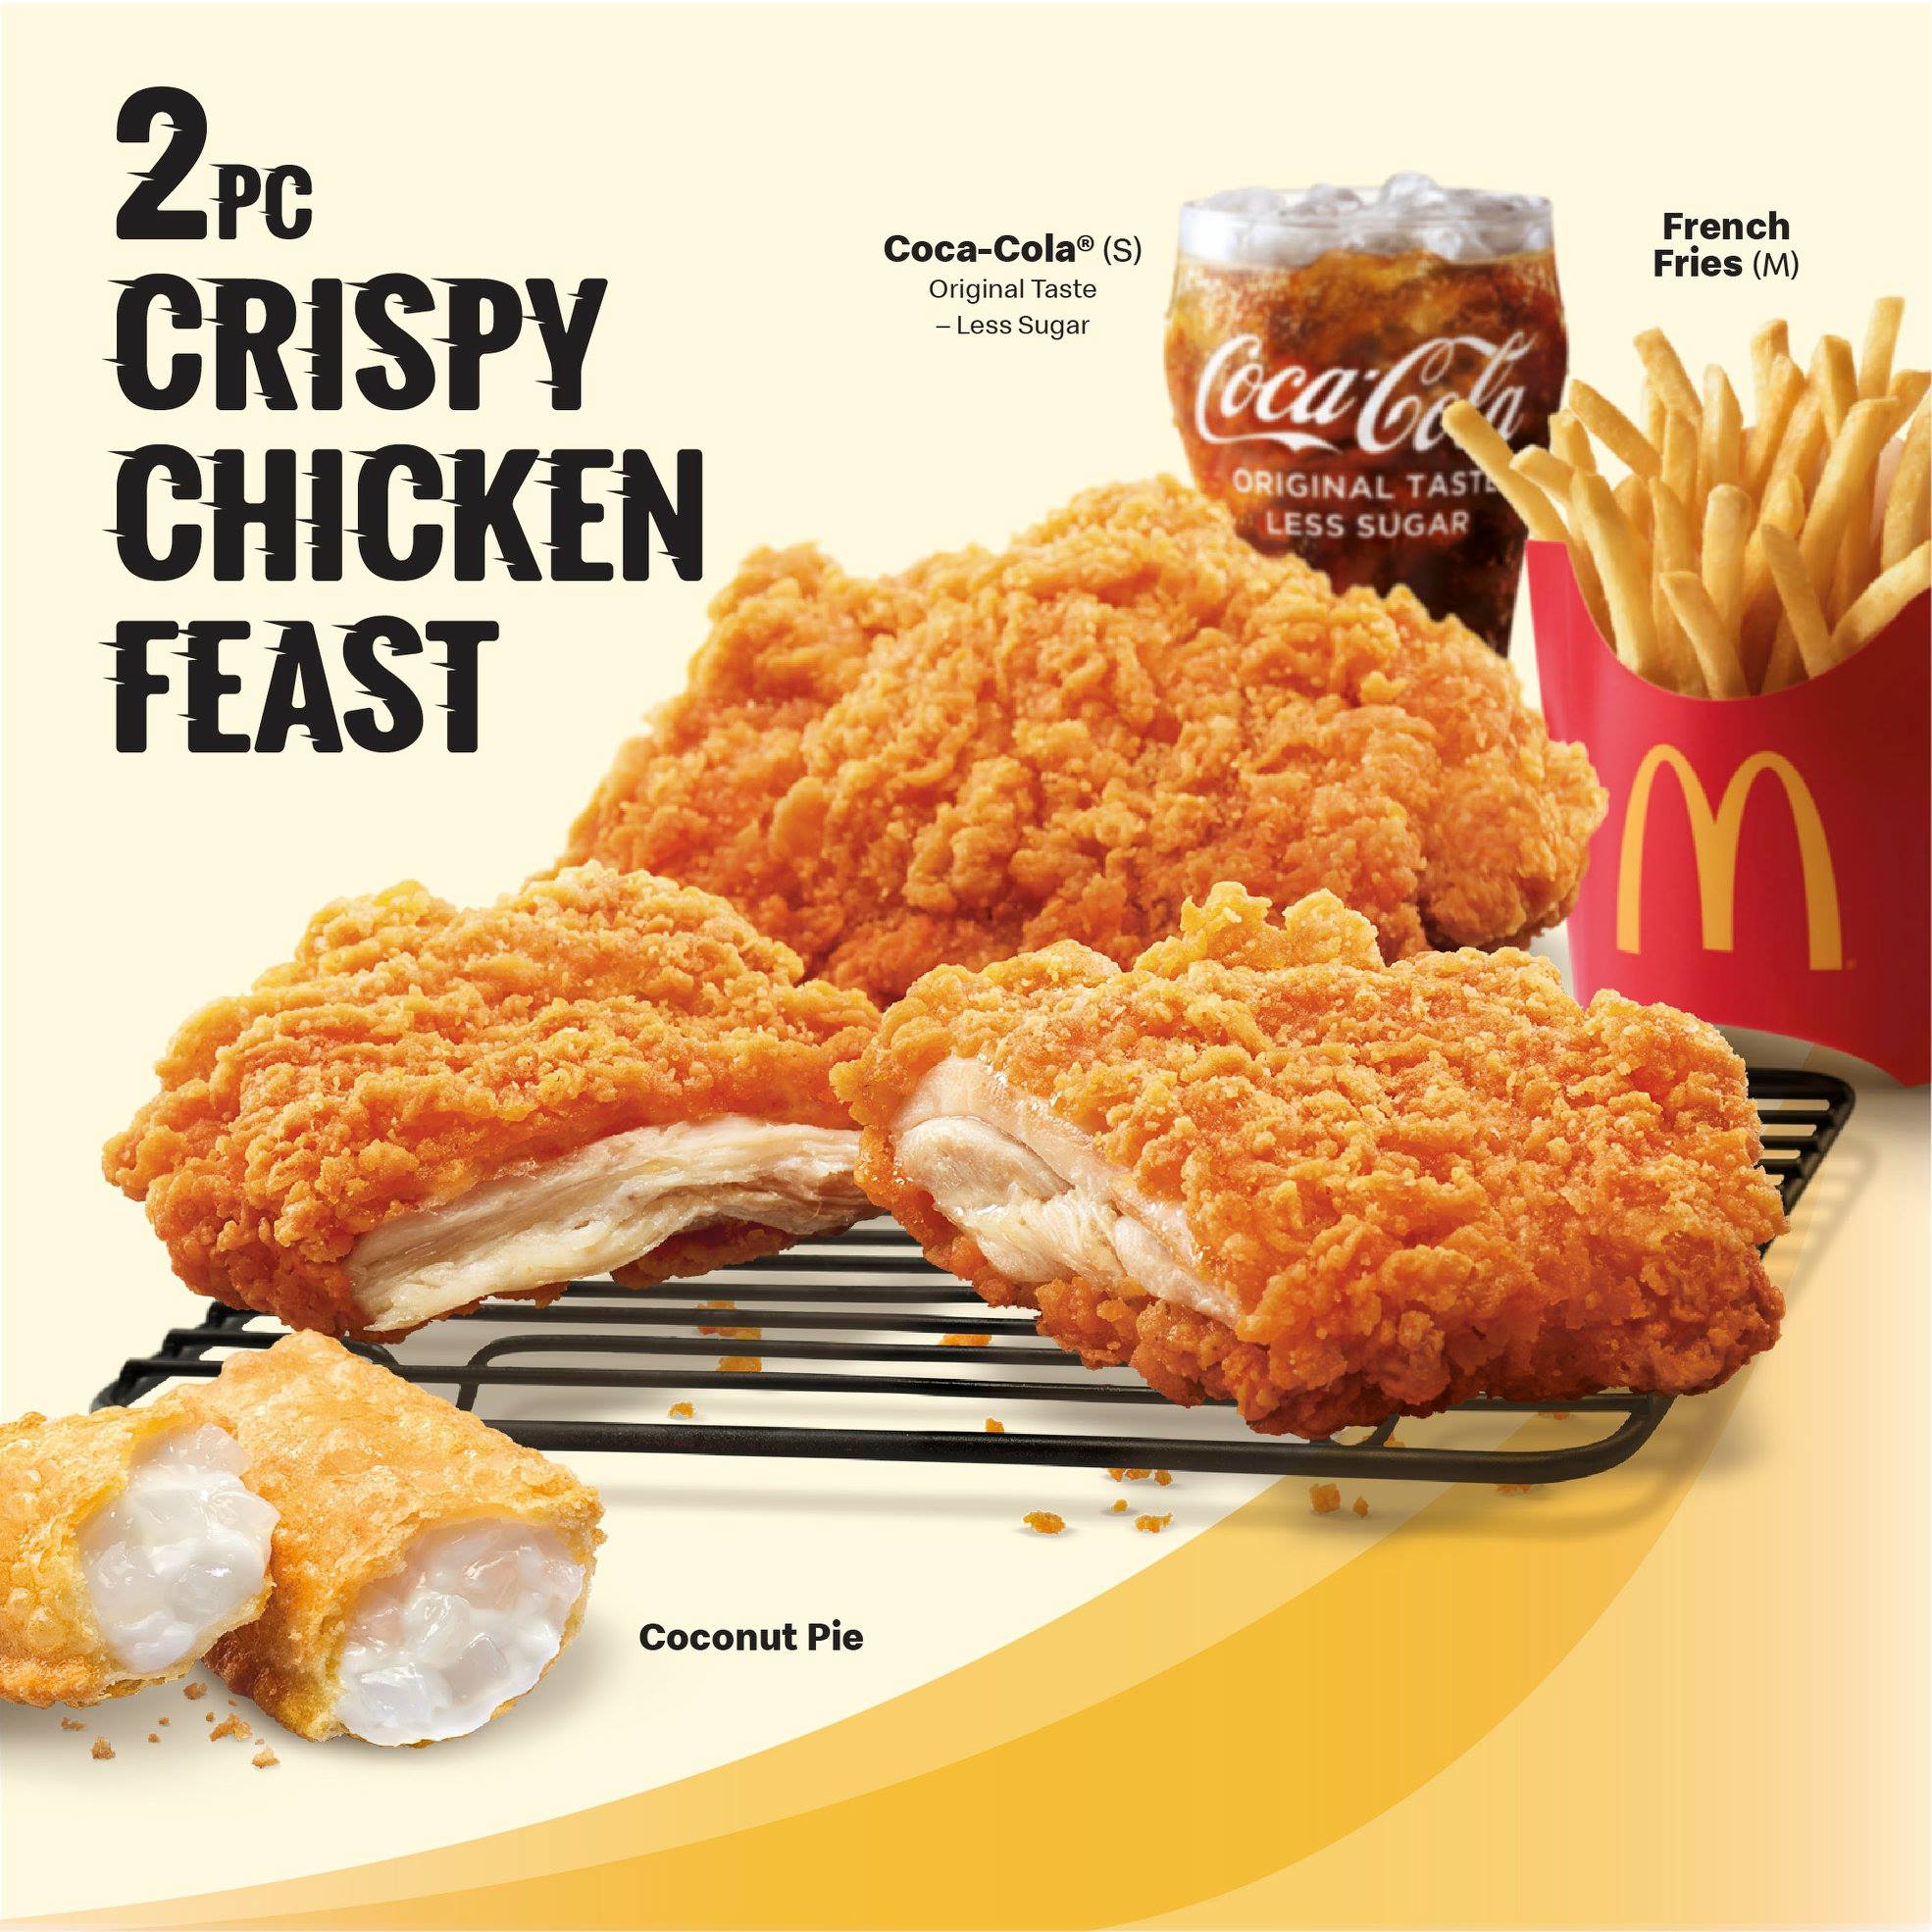 2PC
CRISPY
CHICKEN
FEAST
Coca-Cola® (S)
Original Taste
– Less Sugar
French
Fries (M)
Coca-Cola
ORIGINAL TASTE
LESS SUGAR
M
Coconut Pie